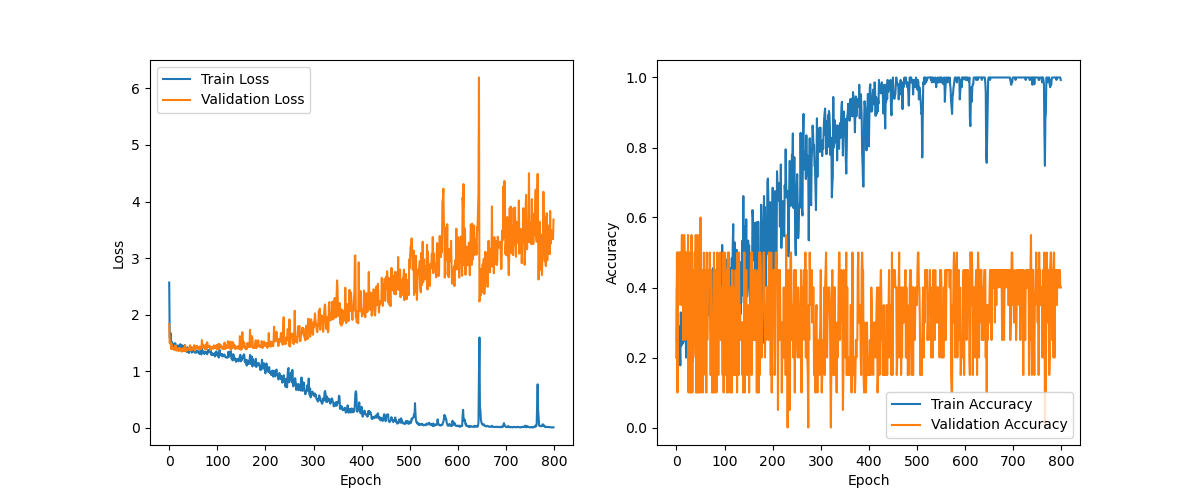 Train Loss
Validation Loss
6
5
4
3
2
1
0
Loss
0 100 200 300 400 500 600 700 800
Epoch
1.0
0.8
0.6
0.4
0.2
0.0
Accuracy
Train Accuracy
Validation Accuracy
0 100 200 300 400 500 600 700 800
Epoch